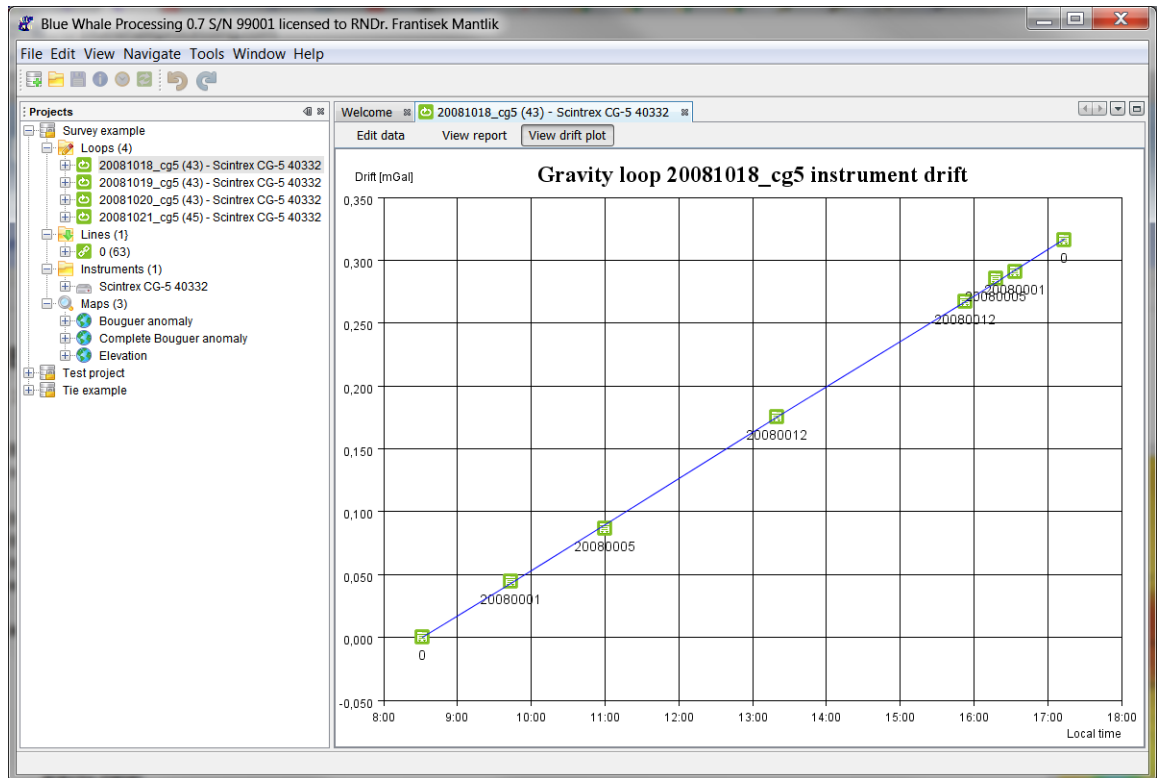 Blue Whale Processing 0.7 S/N 99001 licensed to RNDr. Frantisek Mantlik
File Edit View Navigate Tools Window Help
Projects
Survey example
Loops (4)
20081018_cg5 (43) - Scintrex CG-5 40332
20081019_cg5 (43) - Scintrex CG-5 40332
20081020_cg5 (43) - Scintrex CG-5 40332
20081021_cg5 (45) - Scintrex CG-5 40332
Lines (1)
0 (63)
Instruments (1)
Scintrex CG-5 40332
Maps (3)
Bouguer anomaly
Complete Bouguer anomaly
Elevation
Test project
Tie example
Welcome 20081018_cg5 (43) - Scintrex CG-5 40332
Edit data View report View drift plot
Gravity loop 20081018_cg5 instrument drift
Drift [mGal]
0,350
0,300
0,250
0,200
0,150
0,100
0,050
0,000
-0,050
0
20080001
20080005
20080012
20080012
20080005
20080001
0
8:00 9:00 10:00 11:00 12:00 13:00 14:00 15:00 16:00 17:00 18:00
Local time